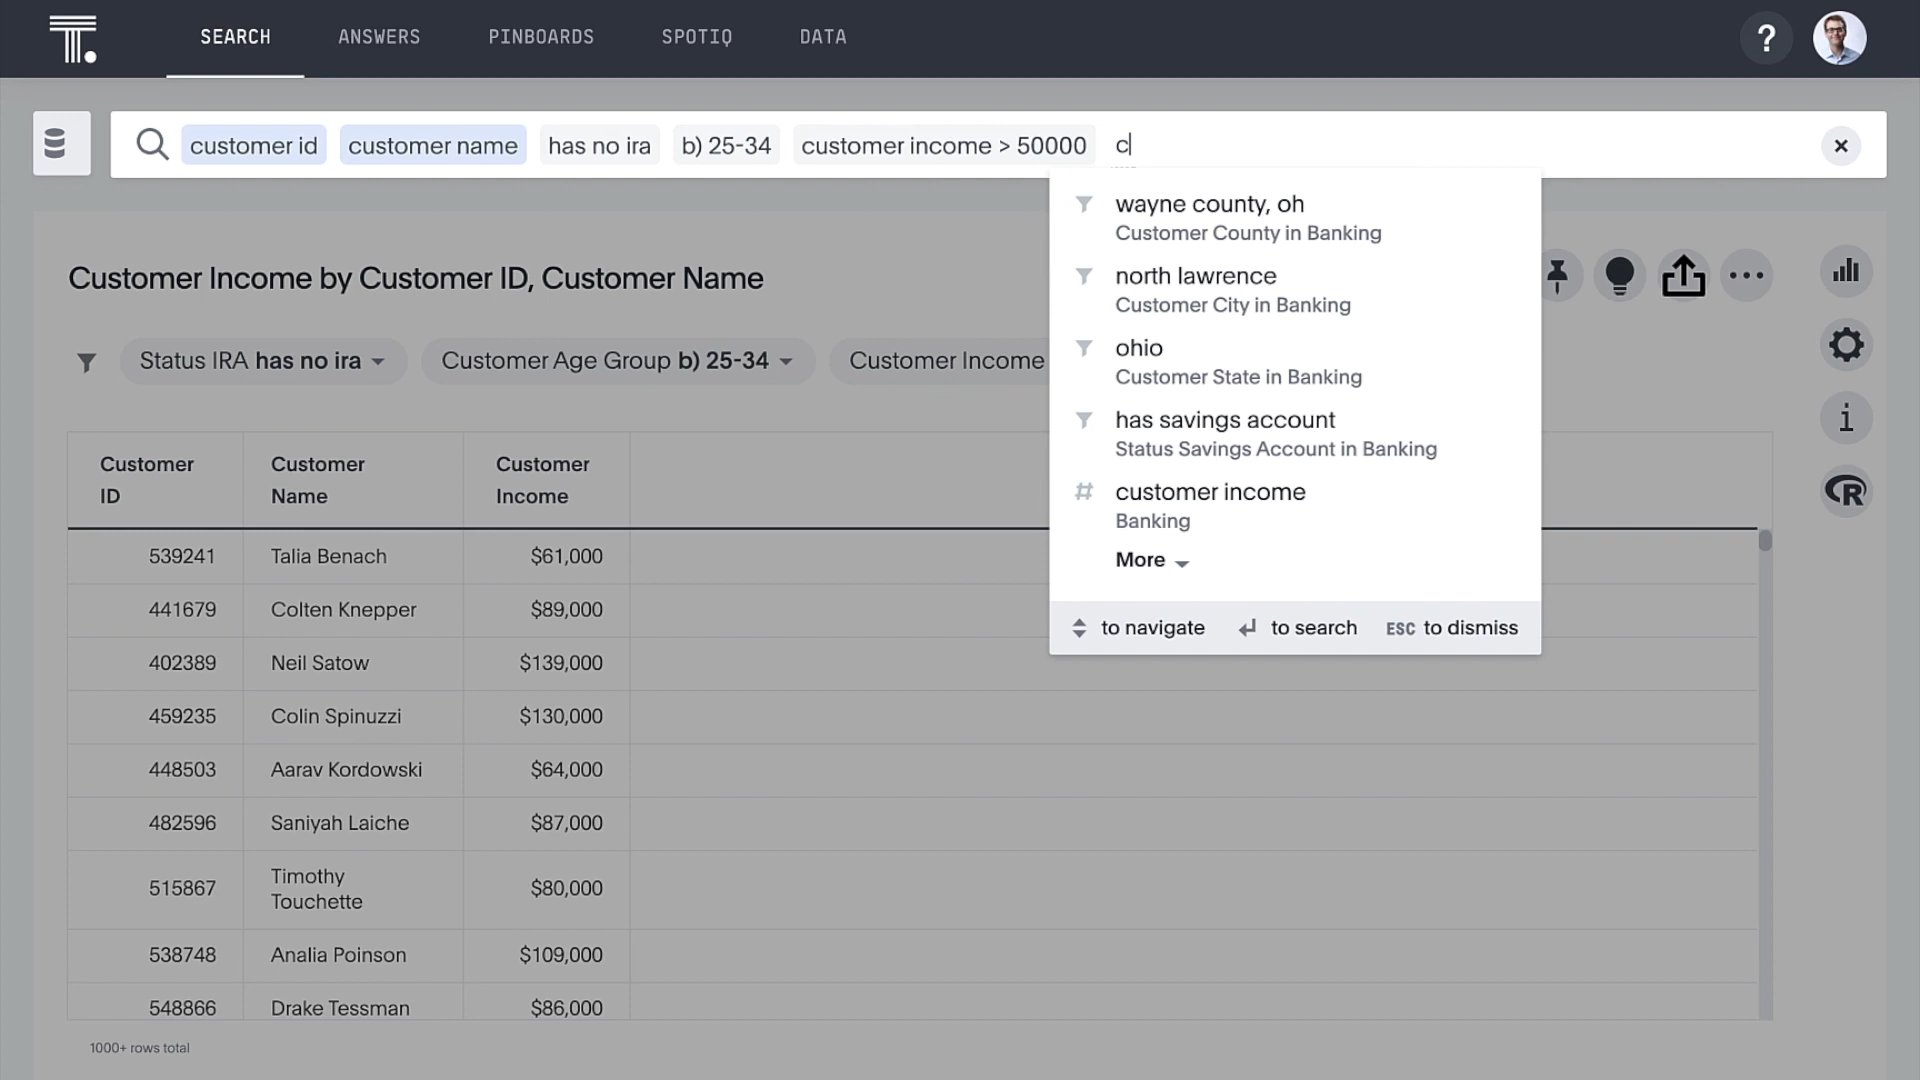 SEARCH ANSWERS PINBOARDS SPOTIQ DATA ?
customer id customer name has no ira b) 25-34 customer income > 50000 c
wayne county, oh
Customer County in Banking
north lawrence
Customer City in Banking
ohio
Customer State in Banking
has savings account
Status Savings Account in Banking
customer income
Banking
More
to navigate to search ESC to dismiss
Customer Income by Customer ID, Customer Name
Status IRA has no ira Customer Age Group b) 25-34 Customer Income
Customer ID Customer Name Customer Income
539241 Talia Benach $61,000
441679 Colten Knepper $89,000
402389 Neil Satow $139,000
459235 Colin Spinuzzi $130,000
448503 Aarav Kordowski $64,000
482596 Saniyah Laiche $87,000
515867 Timothy Touchette $80,000
538748 Analia Poinson $109,000
548866 Drake Tessman $86,000
1000+ rows total